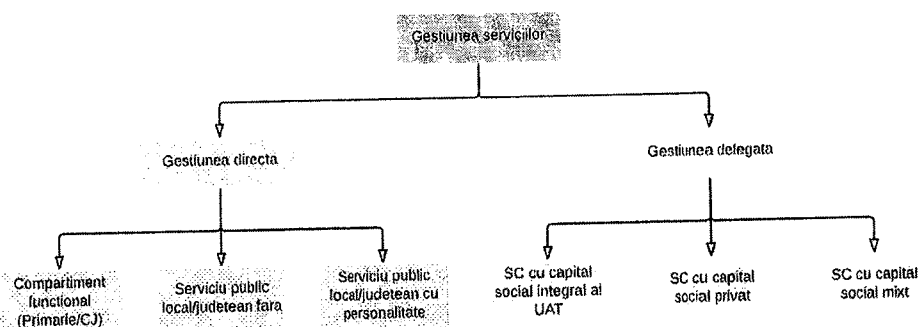 Gestiunea serviciilor
Gestiunea directa
Gestiunea delegata
Compartiment
functional
(Primarie/CJ)
Serviciu public
local/judetean fara
Serviciu public
local/judetean cu
personalitate
SC cu capital
social integral al
UAT
SC cu capital
social privat
SC cu capital
social mixt